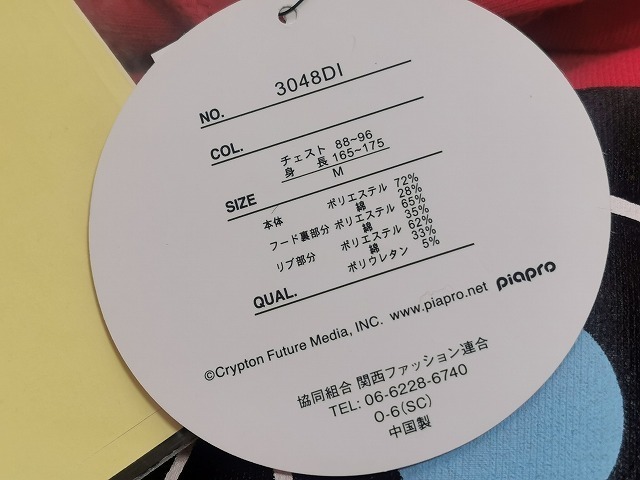 NO. 3048DI
COL.
チェスト 88~96
身 長 165~175
SIZE M
本体 ポリエステル 72%
綿 28%
フード裏部分 ポリエステル 65%
綿 35%
リブ部分 ポリエステル 62%
綿 33%
ポリウレタン 5%
QUAL.
©Crypton Future Media, INC. www.piapro.net piapro
協同組合 関西ファッション連合
TEL: 06-6228-6740
O-6(SC)
中国製